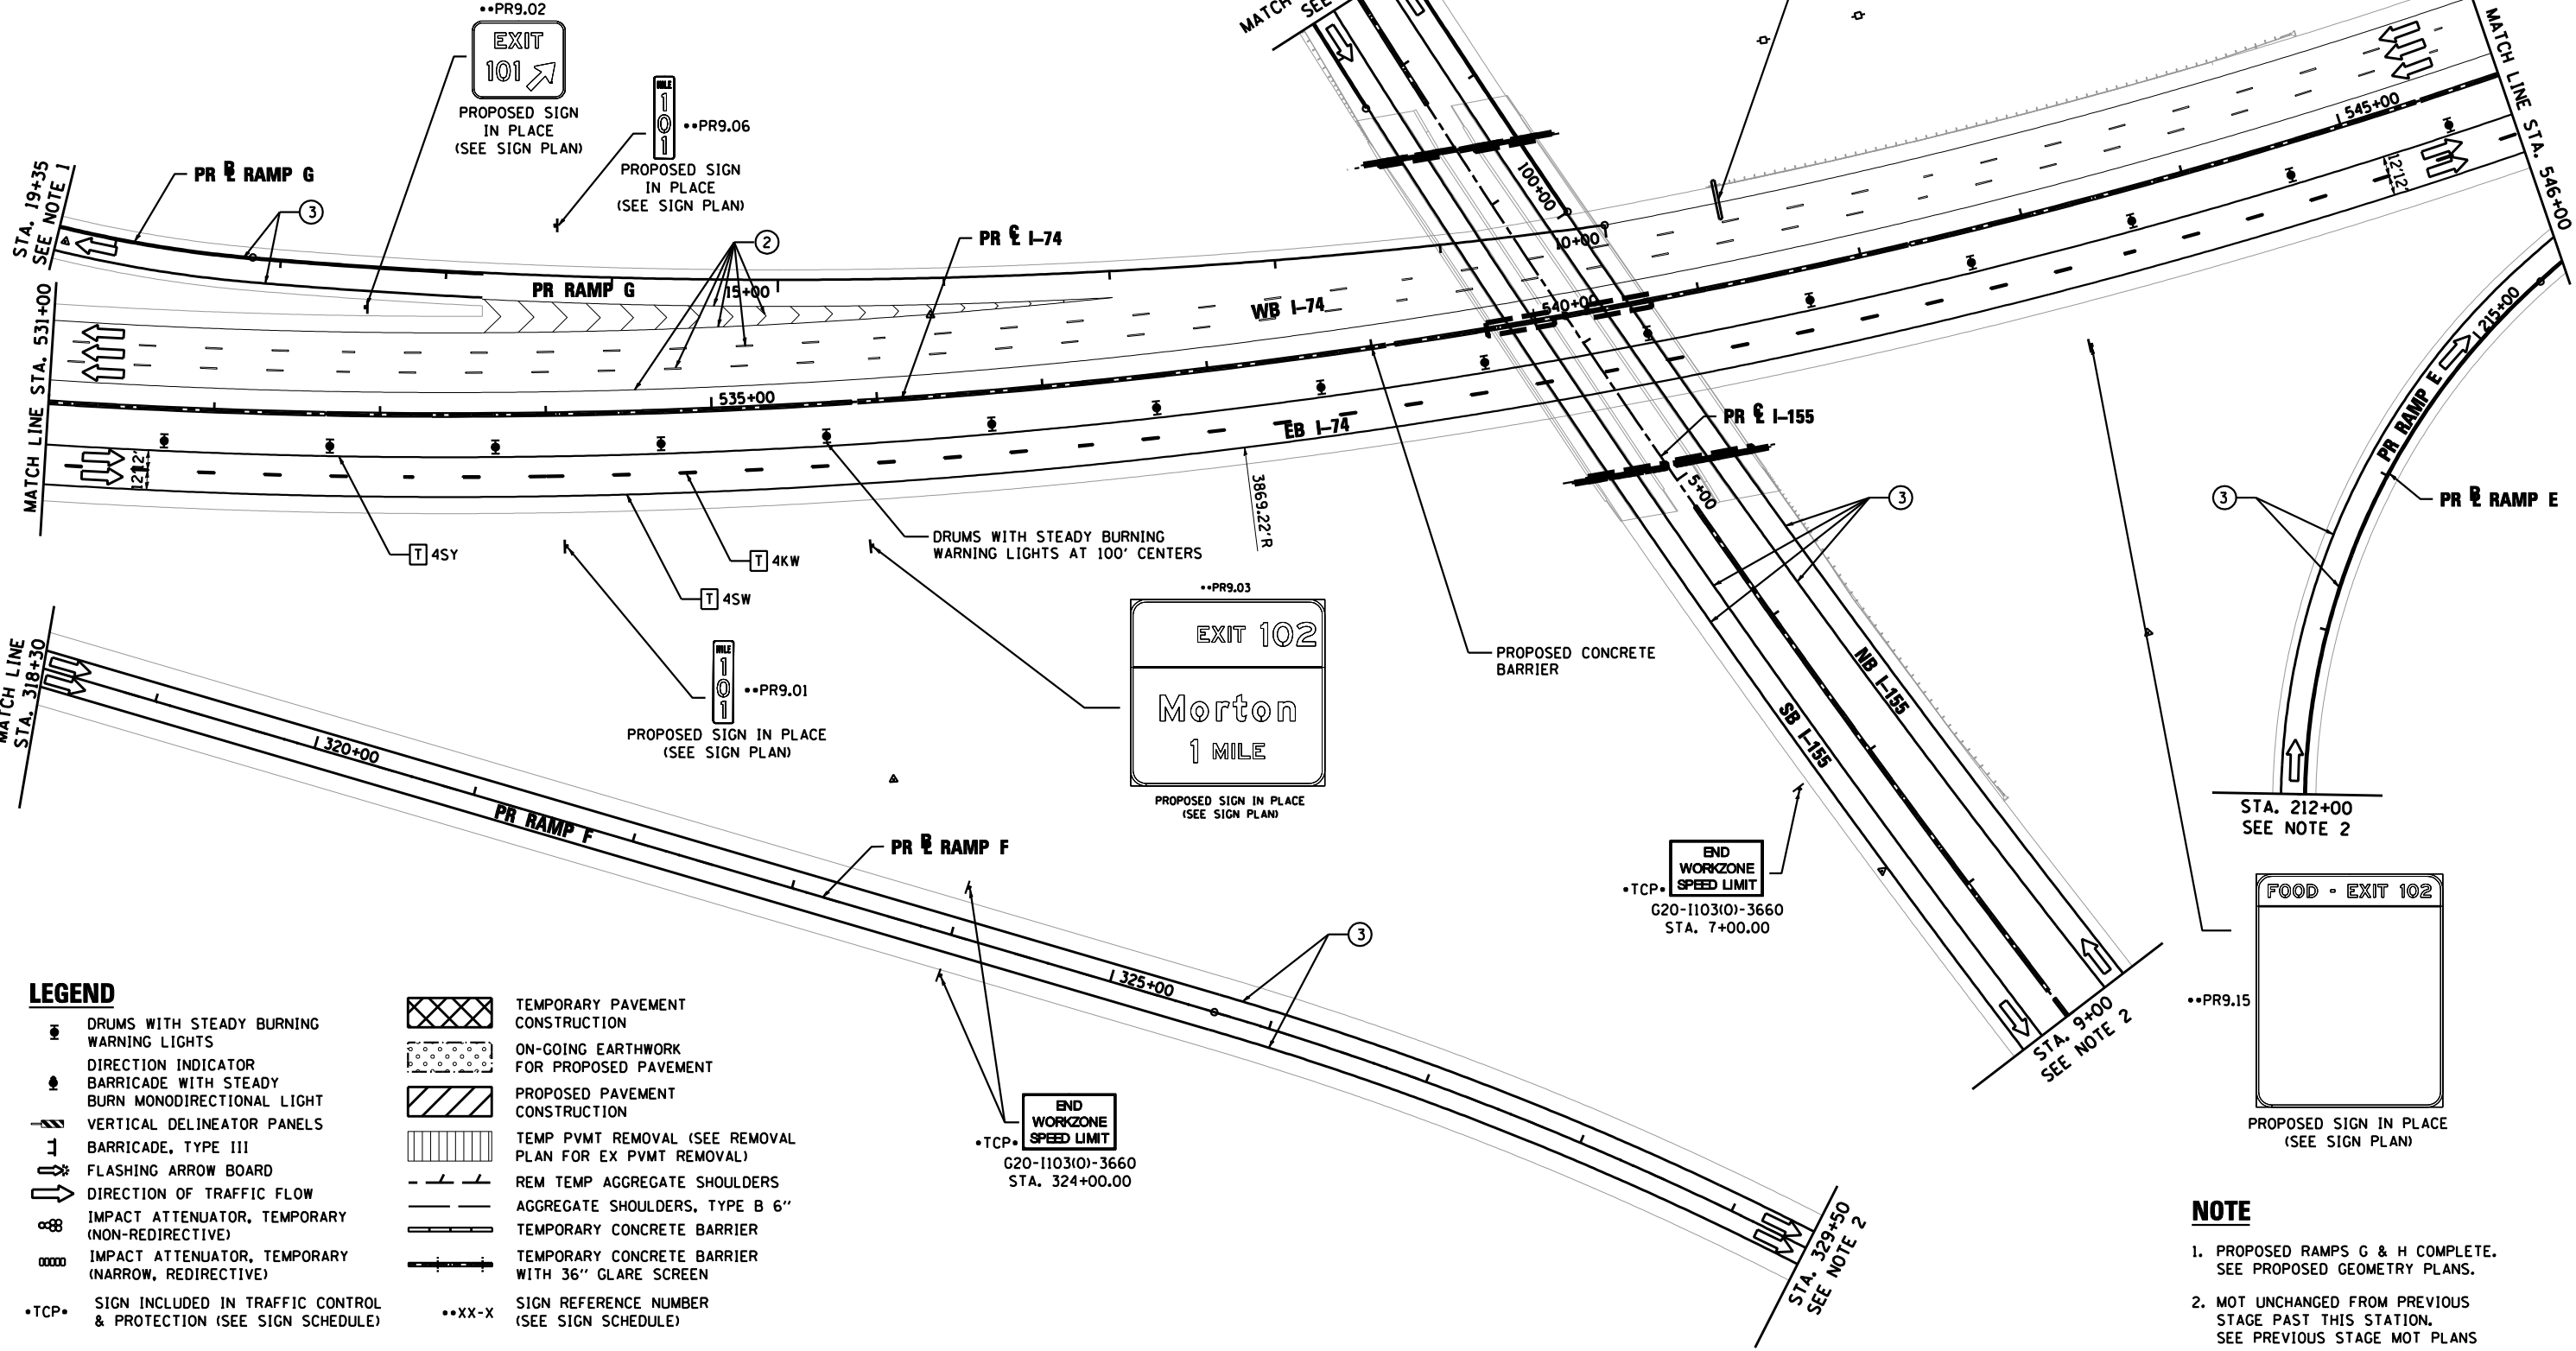 ••PR9.02
EXIT
101
PROPOSED SIGN
IN PLACE
(SEE SIGN PLAN)
MILE
1
0
1
••PR9.06
PROPOSED SIGN
IN PLACE
(SEE SIGN PLAN)
MATCH
SEE
MATCH LINE STA. 546+00
STA. 19+35
SEE NOTE 1
PR BL RAMP G
3
2
PR CL I-74
PR RAMP G
15+00
10+00
100+00
545+00
12'
12'
WB I-74
540+00
MATCH LINE STA. 531+00
535+00
EB I-74
12'
12'
PR CL I-155
5+00
3869.22'R
T 4SY
T 4KW
T 4SW
DRUMS WITH STEADY BURNING
WARNING LIGHTS AT 100' CENTERS
3
215+00
PR RAMP E
3
PR BL RAMP E
••PR9.03
EXIT 102
Morton
1 MILE
PROPOSED SIGN IN PLACE
(SEE SIGN PLAN)
MILE
1
0
1
••PR9.01
PROPOSED SIGN IN PLACE
(SEE SIGN PLAN)
PROPOSED CONCRETE
BARRIER
NB I-155
SB I-155
MATCH LINE
STA. 318+30
320+00
PR RAMP F
PR BL RAMP F
325+00
3
STA. 212+00
SEE NOTE 2
•TCP•
END
WORKZONE
SPEED LIMIT
G20-I103(O)-3660
STA. 7+00.00
FOOD - EXIT 102
••PR9.15
PROPOSED SIGN IN PLACE
(SEE SIGN PLAN)
STA. 9+00
SEE NOTE 2
•TCP•
END
WORKZONE
SPEED LIMIT
G20-I103(O)-3660
STA. 324+00.00
STA. 329+50
SEE NOTE 2
LEGEND
DRUMS WITH STEADY BURNING
WARNING LIGHTS
DIRECTION INDICATOR
BARRICADE WITH STEADY
BURN MONODIRECTIONAL LIGHT
VERTICAL DELINEATOR PANELS
BARRICADE, TYPE III
FLASHING ARROW BOARD
DIRECTION OF TRAFFIC FLOW
IMPACT ATTENUATOR, TEMPORARY
(NON-REDIRECTIVE)
IMPACT ATTENUATOR, TEMPORARY
(NARROW, REDIRECTIVE)
•TCP• SIGN INCLUDED IN TRAFFIC CONTROL
& PROTECTION (SEE SIGN SCHEDULE)
TEMPORARY PAVEMENT
CONSTRUCTION
ON-GOING EARTHWORK
FOR PROPOSED PAVEMENT
PROPOSED PAVEMENT
CONSTRUCTION
TEMP PVMT REMOVAL (SEE REMOVAL
PLAN FOR EX PVMT REMOVAL)
REM TEMP AGGREGATE SHOULDERS
AGGREGATE SHOULDERS, TYPE B 6"
TEMPORARY CONCRETE BARRIER
TEMPORARY CONCRETE BARRIER
WITH 36" GLARE SCREEN
••XX-X SIGN REFERENCE NUMBER
(SEE SIGN SCHEDULE)
NOTE
1. PROPOSED RAMPS G & H COMPLETE.
SEE PROPOSED GEOMETRY PLANS.
2. MOT UNCHANGED FROM PREVIOUS
STAGE PAST THIS STATION.
SEE PREVIOUS STAGE MOT PLANS